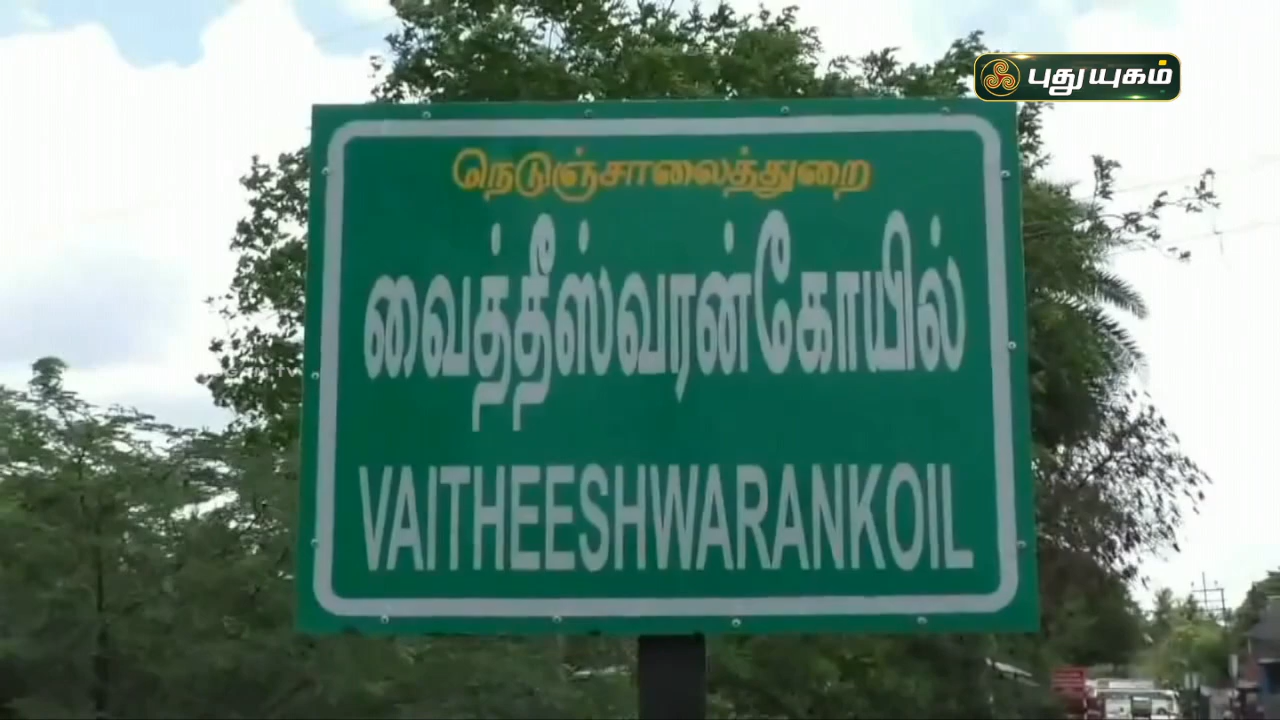 புதுயுகம்
நெடுஞ்சாலைத்துறை
வைத்தீஸ்வரன்கோயில்
VAITHEESHWARANKOIL